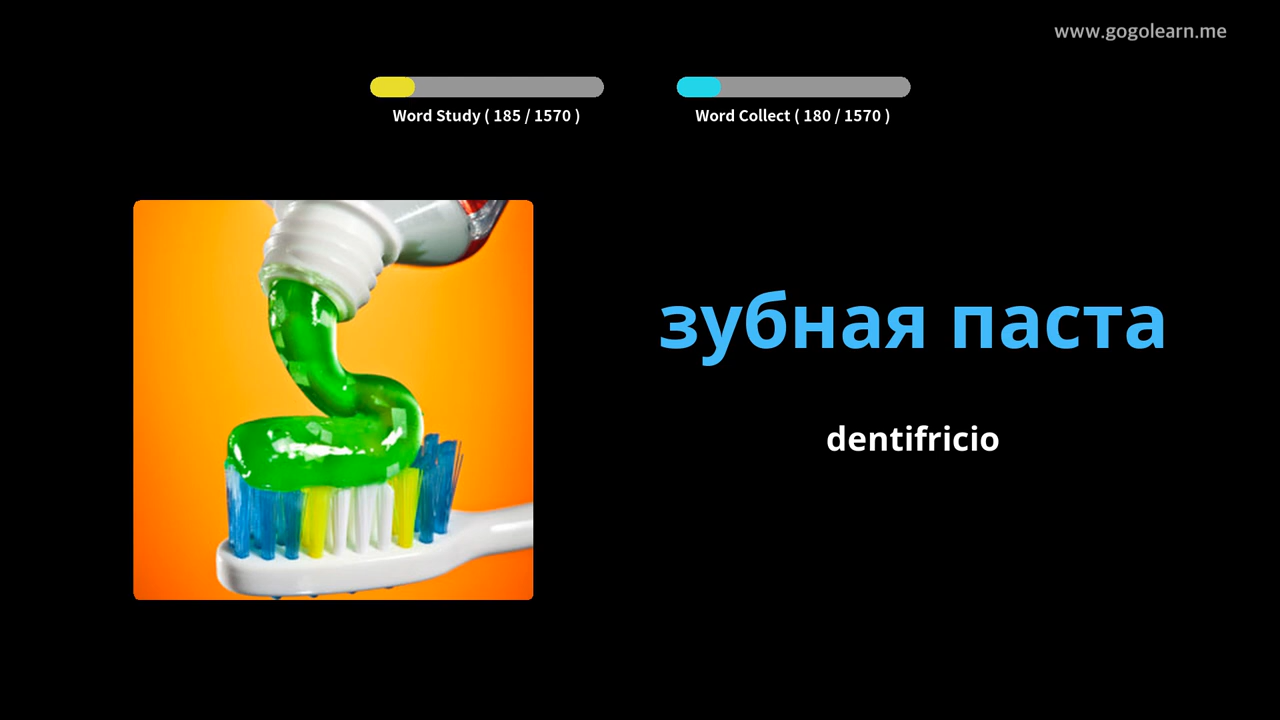 www.gogolearn.me
Word Study ( 185 / 1570 )
Word Collect ( 180 / 1570 )
зубная паста
dentifricio